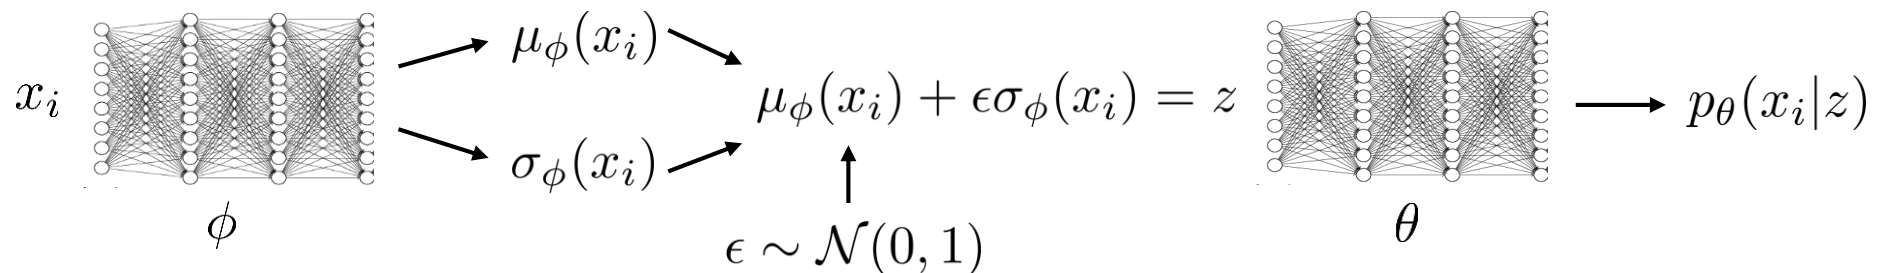 x_i
μ_ϕ(x_i)
σ_ϕ(x_i)
μ_ϕ(x_i) + ϵσ_ϕ(x_i) = z
p_θ(x_i|z)
ϕ
ϵ ∼ 𝒩(0, 1)
θ